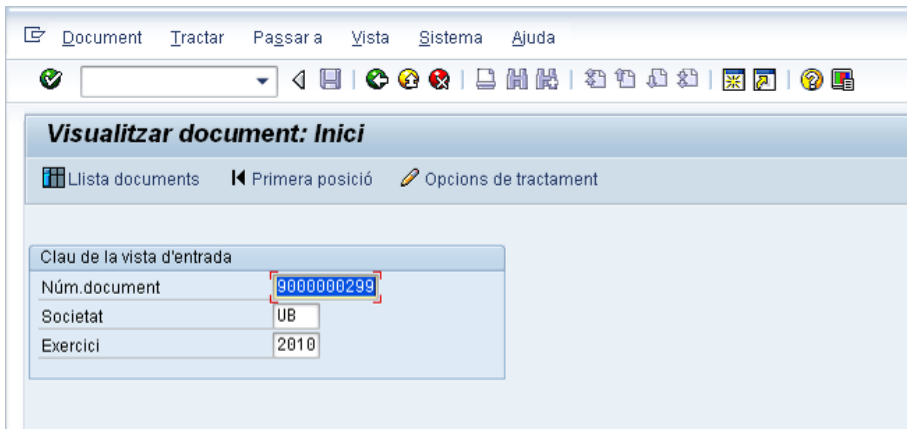 Document Tractar Passar a Vista Sistema Ajuda
Visualitzar document: Inici
Llista documents Primera posició Opcions de tractament
Clau de la vista d'entrada
Núm.document 9000000299
Societat UB
Exercici 2010